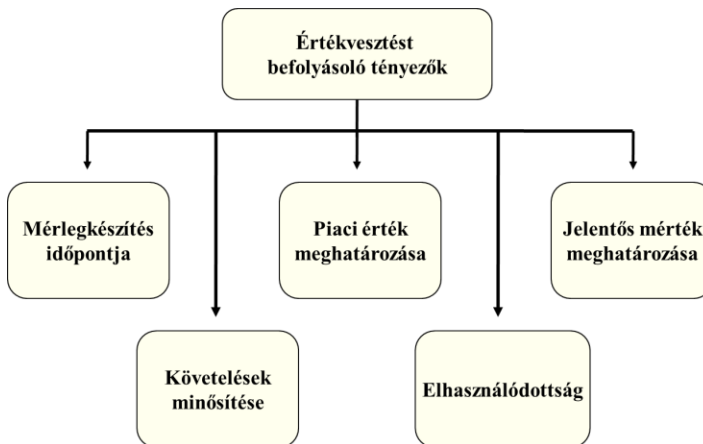 Értékvesztést
befolyásoló tényezők
Mérlegkészítés
időpontja
Piaci érték
meghatározása
Jelentős mérték
meghatározása
Követelések
minősítése
Elhasználódottság